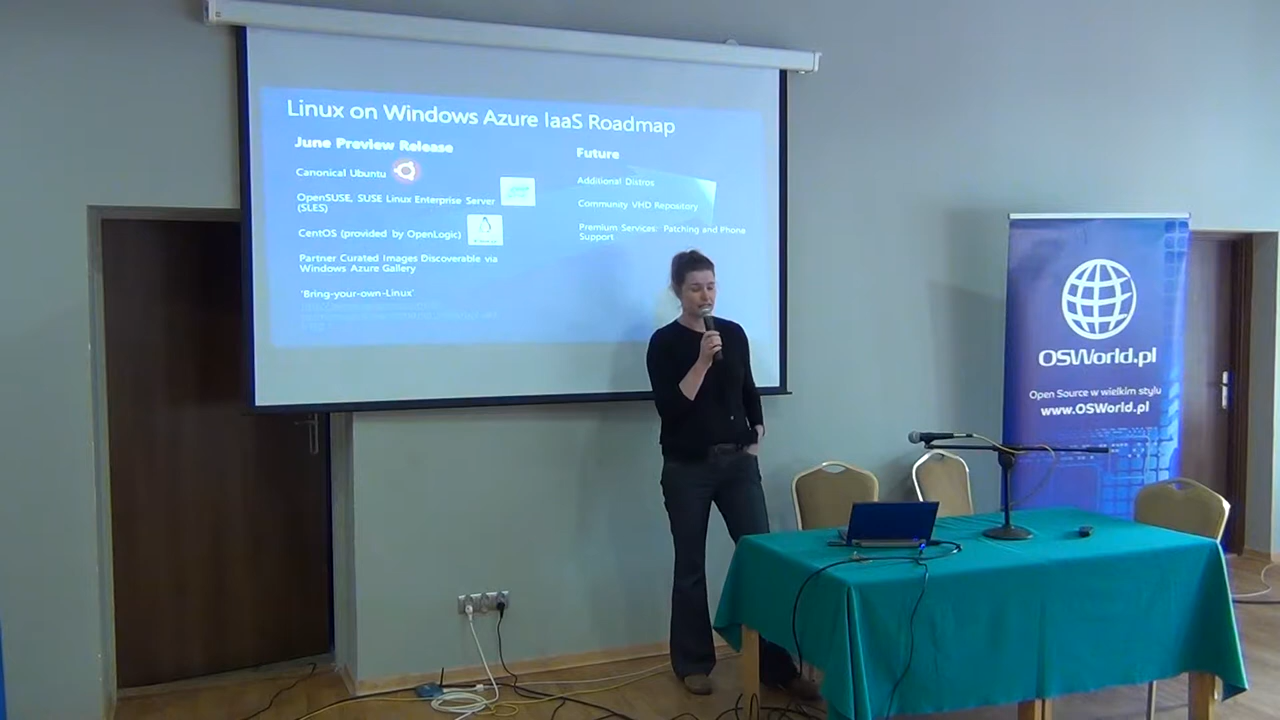 Linux on Windows Azure IaaS Roadmap
June Preview Release
Canonical Ubuntu
OpenSUSE, SUSE Linux Enterprise Server
(SLES)
CentOS (provided by OpenLogic)
Partner Curated Images Discoverable via
Windows Azure Gallery
'Bring-your-own-Linux'
Future
Additional Distros
Community VHD Repository
Premium Services: Patching and Phone
Support
OSWorld.pl
Open Source w wielkim stylu
www.OSWorld.pl